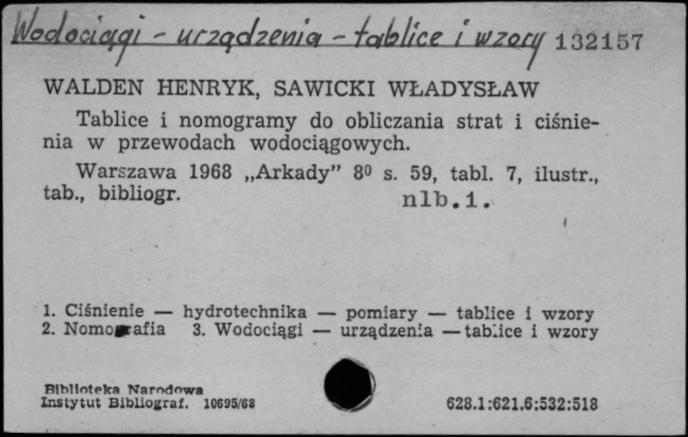 Wodociągi - urządzenia - tablice i wzory 132157
WALDEN HENRYK, SAWICKI WŁADYSŁAW
Tablice i nomogramy do obliczania strat i ciśnie-
nia w przewodach wodociągowych.
Warszawa 1968 „Arkady” 8⁰ s. 59, tabl. 7, ilustr.,
tab., bibliogr. nlb.1.
1. Ciśnienie — hydrotechnika — pomiary — tablice i wzory
2. Nomografia 3. Wodociągi — urządzenia — tablice i wzory
Biblioteka Narodowa
Instytut Bibliograf. 10695/68 628.1:621.6:532:518